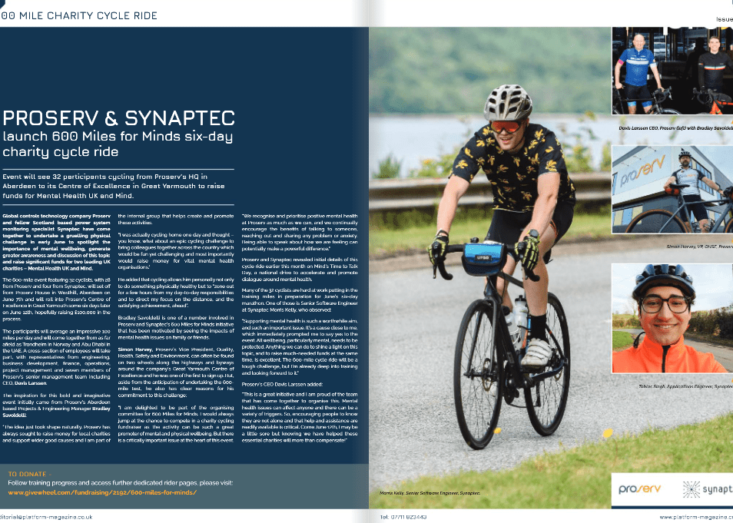 00 MILE CHARITY CYCLE RIDE
Issue
PROSERV & SYNAPTEC
launch 600 Miles for Minds six-day
charity cycle ride
Event will see 32 participants cycling from Proserv's HQ in
Aberdeen to its Centre of Excellence in Great Yarmouth to raise
funds for Mental Health UK and Mind.
Global controls technology company Proserv
and fellow Scotland based power system
monitoring specialist Synaptec have come
together to undertake a gruelling physical
challenge in early June to spotlight the
importance of mental wellbeing, generate
greater awareness and discussion of this topic
and raise significant funds for two leading UK
charities – Mental Health UK and Mind.
The 600-mile event featuring 32 cyclists, with 28
from Proserv and four from Synaptec, will set off
from Proserv House in Westhill, Aberdeen on
June 7th and will roll into Proserv's Centre of
Excellence in Great Yarmouth some six days later
on June 12th, hopefully raising £100,000 in the
process.
The participants will average an impressive 100
miles per day and will come together from as far
afield as Trondheim in Norway and Abu Dhabi in
the UAE. A cross section of employees will take
part, with representatives from engineering,
business development, finance, operations,
project management and seven members of
Proserv's senior management team including
CEO, Davis Larssen.
The inspiration for this bold and imaginative
event initially came from Proserv's Aberdeen
based Projects & Engineering Manager Bradley
Savoldelli.
"The idea just took shape naturally. Proserv has
always sought to raise money for local charities
and support wider good causes and I am part of
the internal group that helps create and promote
these activities.
"I was actually cycling home one day and thought –
you know, what about an epic cycling challenge to
bring colleagues together across the country which
would be fun yet challenging and most importantly
would raise money for vital mental health
organisations."
He added that cycling allows him personally not only
to do something physically healthy but to "zone out
for a few hours from my day-to-day responsibilities
and to direct my focus on the distance, and the
satisfying achievement, ahead".
Bradley Savoldelli is one of a number involved in
Proserv and Synaptec's 600 Miles for Minds initiative
that has been motivated by seeing the impacts of
mental health issues on family or friends.
Simon Harvey, Proserv's Vice President, Quality,
Health, Safety and Environment, can often be found
on two wheels along the highways and byways
around the company's Great Yarmouth Centre of
Excellence and he was one of the first to sign up. But,
aside from the anticipation of undertaking the 600-
mile test, he also has clear reasons for his
commitment to this challenge:
"I am delighted to be part of the organising
committee for 600 Miles for Minds. I would always
jump at the chance to compete in a charity cycling
fundraiser as the activity can be such a great
promoter of mental and physical wellbeing. But there
is a critically important issue at the heart of this event.
"We recognise and prioritise positive mental health
at Proserv as much as we can, and we continually
encourage the benefits of talking to someone,
reaching out and sharing any problem or anxiety.
Being able to speak about how we are feeling can
potentially make a powerful difference."
Proserv and Synaptec revealed initial details of this
cycle ride earlier this month on Mind's Time to Talk
Day, a national drive to accelerate and promote
dialogue around mental health.
Many of the 32 cyclists are hard at work putting in the
training miles in preparation for June's six-day
marathon. One of those is Senior Software Engineer
at Synaptec Morris Kelly, who observed:
"Supporting mental health is such a worthwhile aim,
and such an important issue. It's a cause close to me,
which immediately prompted me to say yes to the
event. All wellbeing, particularly mental, needs to be
protected. Anything we can do to shine a light on this
topic, and to raise much-needed funds at the same
time, is excellent. The 600-mile cycle ride will be a
tough challenge, but I'm already deep into training
and looking forward to it."
Proserv's CEO Davis Larssen added:
"This is a great initiative and I am proud of the team
that has come together to organise this. Mental
health issues can affect anyone and there can be a
variety of triggers. So, encouraging people to know
they are not alone and that help and assistance are
readily available is critical. Come June 12th, I may be
a little sore but knowing we have helped these
essential charities will more than compensate!"
TO DONATE –
Follow training progress and access further dedicated rider pages, please visit:
www.givewheel.com/fundraising/2192/600-miles-for-minds/
Davis Larssen CEO, Proserv (left) with Bradley Savoldelli
proserv
Simon Harvey, VP, QHSE, Proserv
Morris Kelly, Senior Software Engineer, Synaptec
proserv
synapt
www.platform-magazine.co